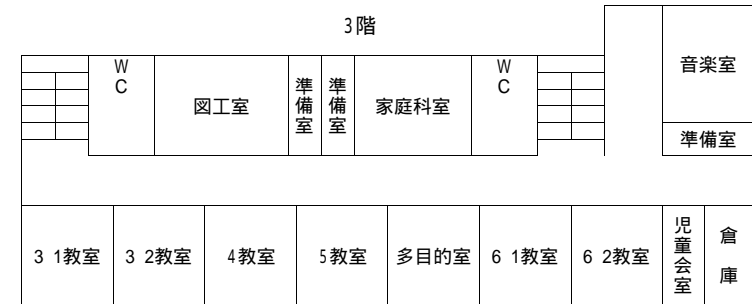 3階
WC
図工室
準備室
準備室
家庭科室
WC
音楽室
準備室
3 1教室
3 2教室
4教室
5教室
多目的室
6 1教室
6 2教室
児童会室
倉庫